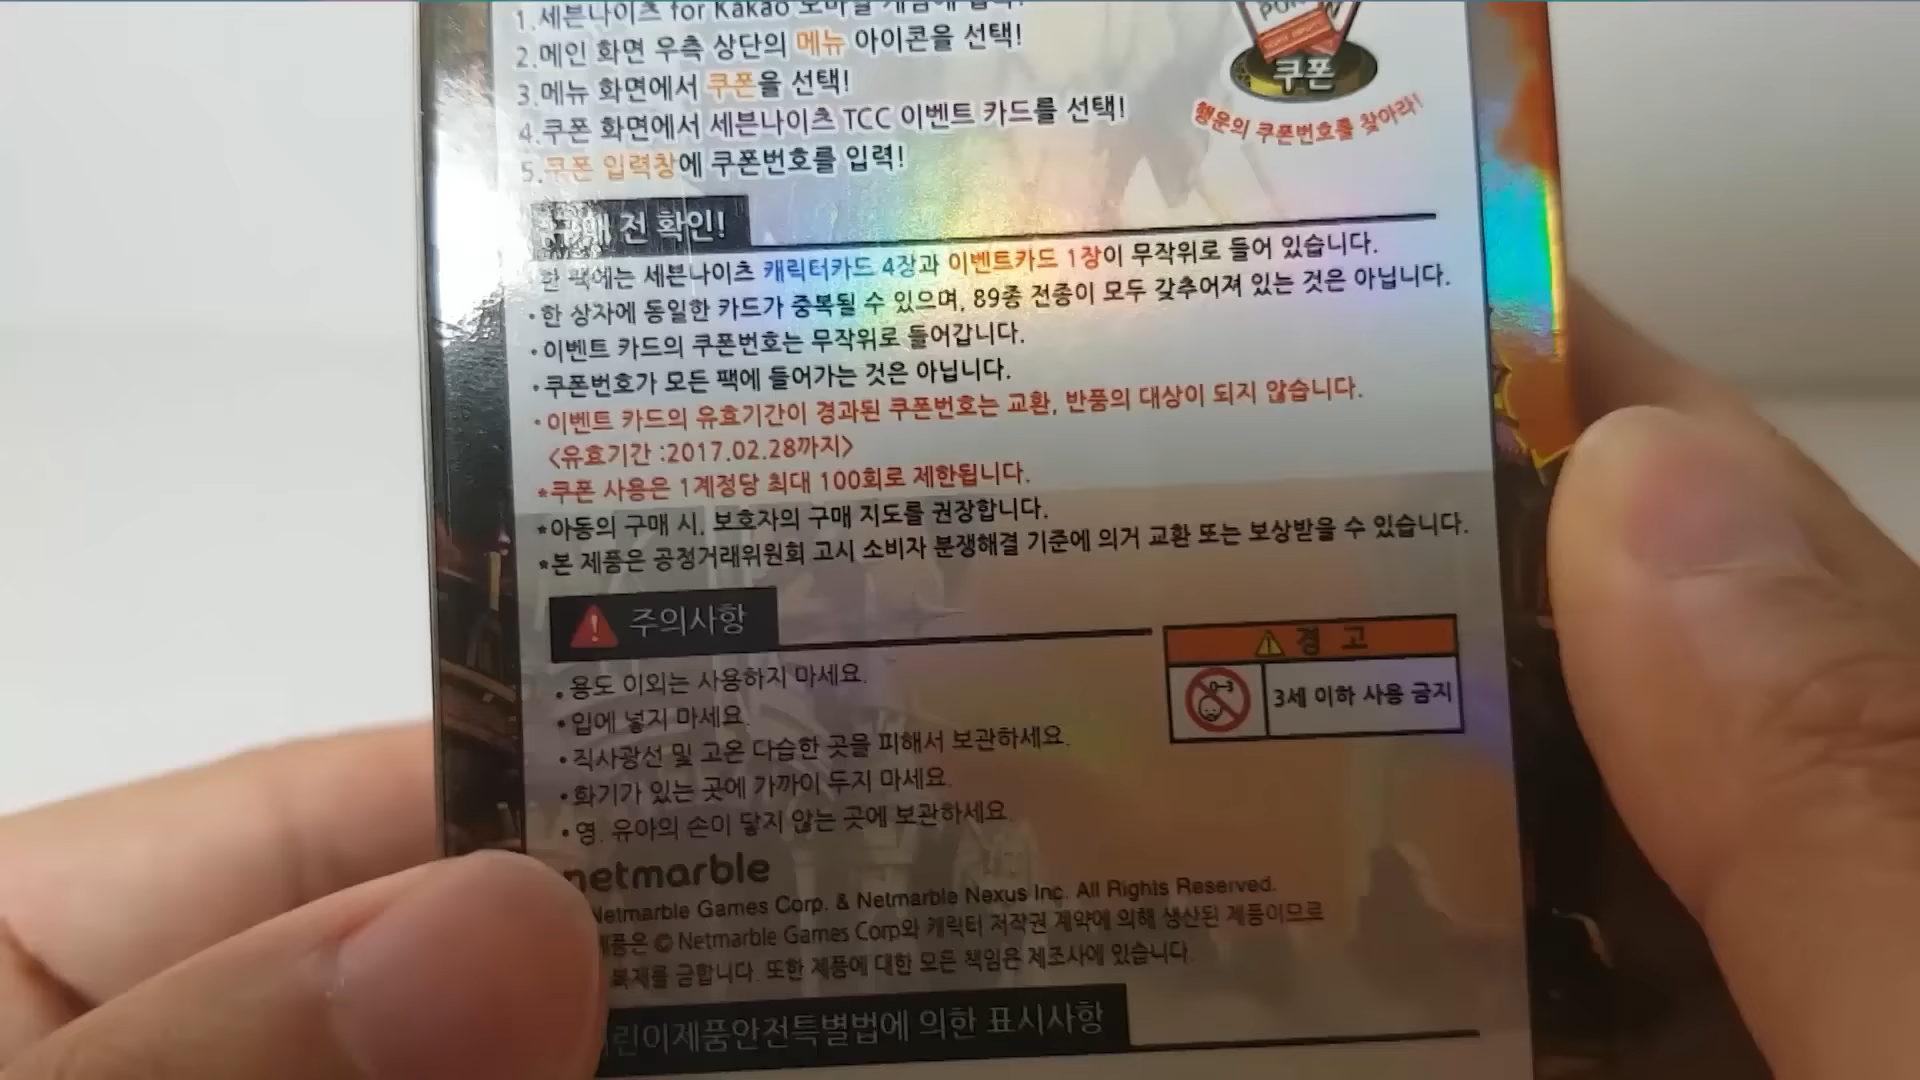 1.세븐나이츠 for Kakao 모바일 게임에 접속!
2.메인 화면 우측 상단의 메뉴 아이콘을 선택!
3.메뉴 화면에서 쿠폰을 선택!
4.쿠폰 화면에서 세븐나이츠 TCC 이벤트 카드를 선택!
5.쿠폰 입력창에 쿠폰번호를 입력!
쿠폰
행운의 쿠폰번호를 찾아라!
구매 전 확인!
한 팩에는 세븐나이츠 캐릭터카드 4장과 이벤트카드 1장이 무작위로 들어 있습니다.
•한 상자에 동일한 카드가 중복될 수 있으며, 89종 전종이 모두 갖추어져 있는 것은 아닙니다.
•이벤트 카드의 쿠폰번호는 무작위로 들어갑니다.
•쿠폰번호가 모든 팩에 들어가는 것은 아닙니다.
•이벤트 카드의 유효기간이 경과된 쿠폰번호는 교환, 반품의 대상이 되지 않습니다.
<유효기간 :2017.02.28까지>
*쿠폰 사용은 1계정당 최대 100회로 제한됩니다.
*아동의 구매 시, 보호자의 구매 지도를 권장합니다.
*본 제품은 공정거래위원회 고시 소비자 분쟁해결 기준에 의거 교환 또는 보상받을 수 있습니다.
주의사항
•용도 이외는 사용하지 마세요.
•입에 넣지 마세요.
•직사광선 및 고온 다습한 곳을 피해서 보관하세요.
•화기가 있는 곳에 가까이 두지 마세요.
•영. 유아의 손이 닿지 않는 곳에 보관하세요.
경 고
0-3
3세 이하 사용 금지
netmarble
Netmarble Games Corp. & Netmarble Nexus Inc. All Rights Reserved.
제품은 © Netmarble Games Corp와 캐릭터 저작권 계약에 의해 생산된 제품이므로
복제를 금합니다. 또한 제품에 대한 모든 책임은 제조사에 있습니다.
린이제품안전특별법에 의한 표시사항